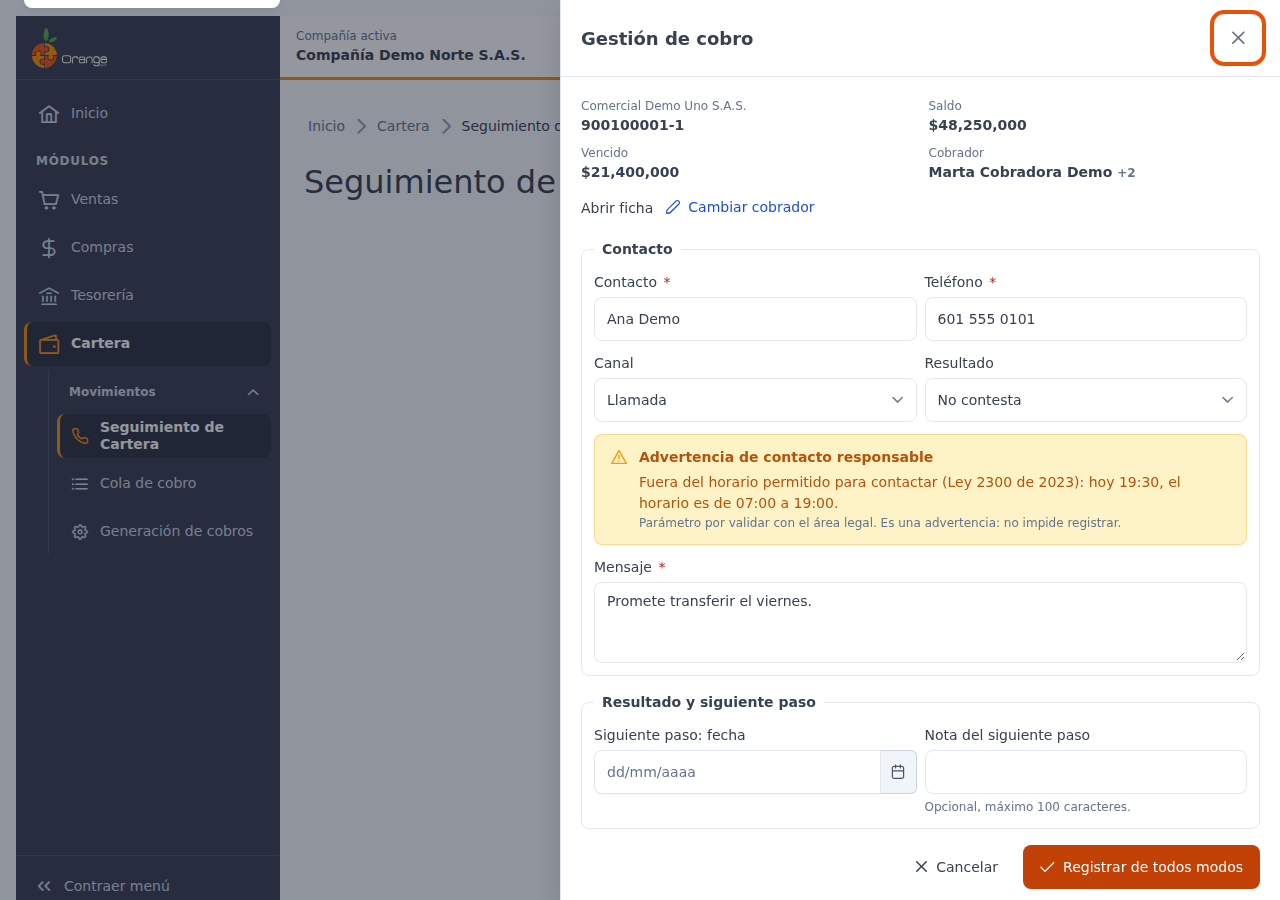 Orange
Inicio
MÓDULOS
Ventas
Compras
Tesorería
Cartera
Movimientos
Seguimiento de
Cartera
Cola de cobro
Generación de cobros
Contraer menú
Compañía activa
Compañía Demo Norte S.A.S.
Inicio
Cartera
Seguimiento d
Seguimiento de
Gestión de cobro
Comercial Demo Uno S.A.S.
900100001-1
Saldo
$48,250,000
Vencido
$21,400,000
Cobrador
Marta Cobradora Demo +2
Abrir ficha
Cambiar cobrador
Contacto
Contacto *
Ana Demo
Teléfono *
601 555 0101
Canal
Llamada
Resultado
No contesta
Advertencia de contacto responsable
Fuera del horario permitido para contactar (Ley 2300 de 2023): hoy 19:30, el
horario es de 07:00 a 19:00.
Parámetro por validar con el área legal. Es una advertencia: no impide registrar.
Mensaje *
Promete transferir el viernes.
Resultado y siguiente paso
Siguiente paso: fecha
dd/mm/aaaa
Nota del siguiente paso
Opcional, máximo 100 caracteres.
Cancelar
Registrar de todos modos